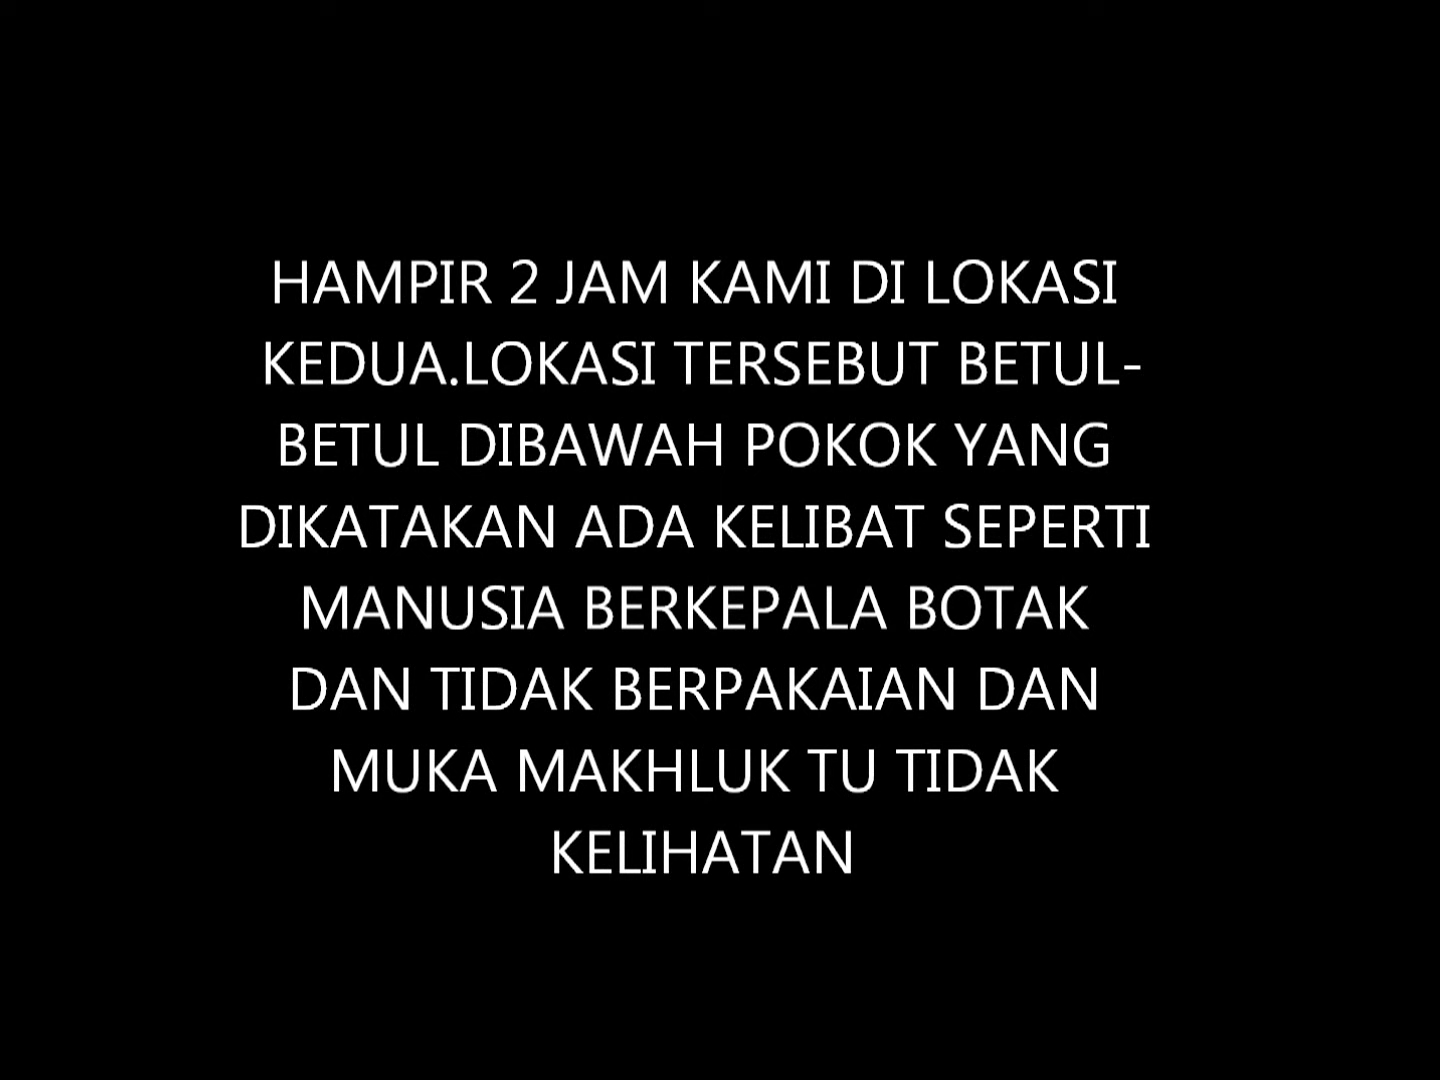 HAMPIR 2 JAM KAMI DI LOKASI
KEDUA.LOKASI TERSEBUT BETUL-
BETUL DIBAWAH POKOK YANG
DIKATAKAN ADA KELIBAT SEPERTI
MANUSIA BERKEPALA BOTAK
DAN TIDAK BERPAKAIAN DAN
MUKA MAKHLUK TU TIDAK
KELIHATAN